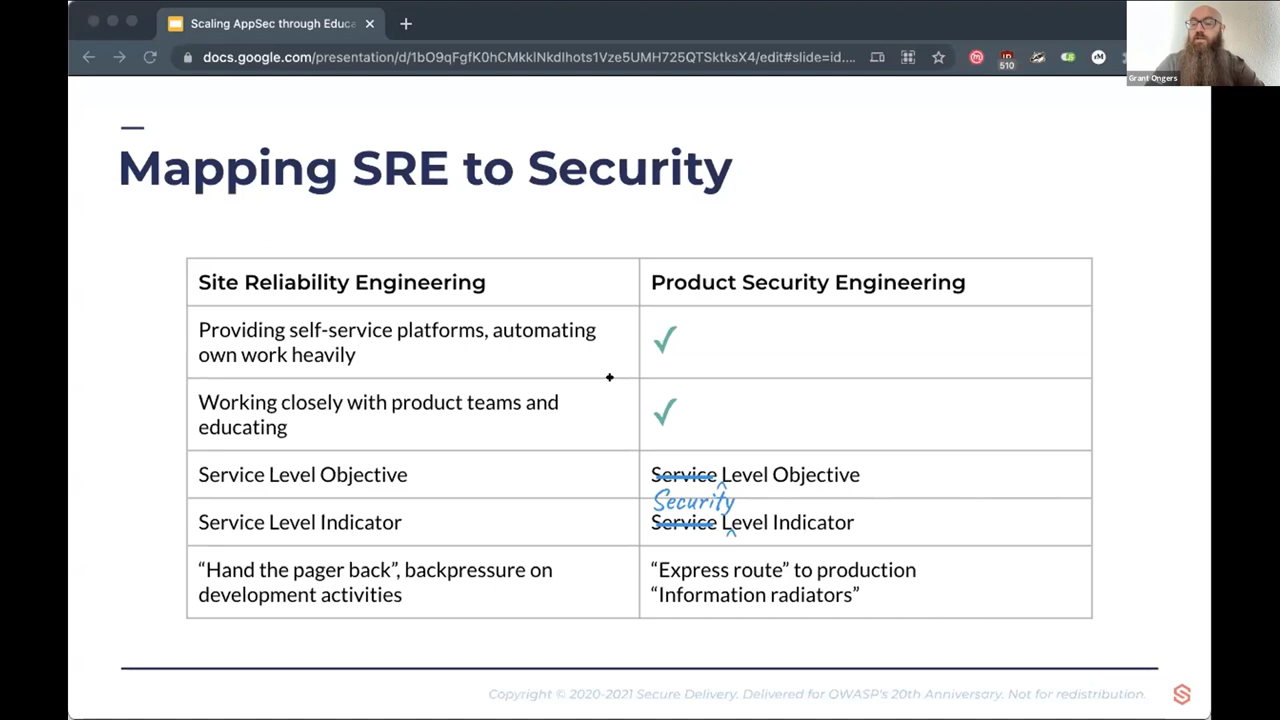 Scaling AppSec through Educa
docs.google.com/presentation/d/1bO9qFgfK0hCMkklNkdIhots1Vze5UMH725QTSktksX4/edit#slide=id....
510
Grant Ongers
Mapping SRE to Security
Site Reliability Engineering
Product Security Engineering
Providing self-service platforms, automating
own work heavily
Working closely with product teams and
educating
Service Level Objective
Service Level Objective
Security
Service Level Indicator
Service Level Indicator
“Hand the pager back”, backpressure on
development activities
“Express route” to production
“Information radiators”
Copyright © 2020-2021 Secure Delivery. Delivered for OWASP's 20th Anniversary. Not for redistribution.